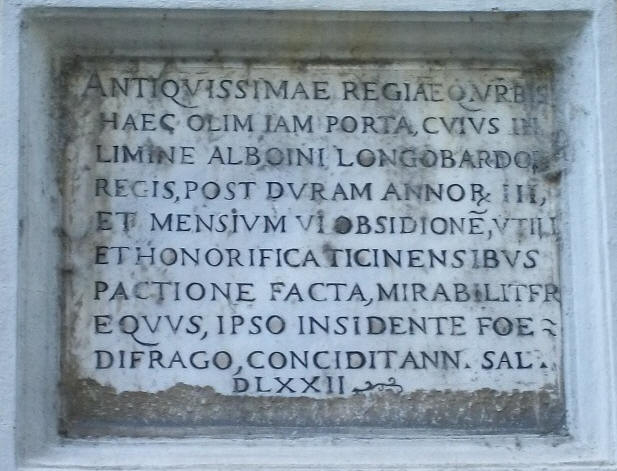 ANTIQVISSIMAE REGIAEQ VRBIS
HAEC OLIM IAM PORTA, CVIVS IN
LIMINE ALBOINI LONGOBARDOR
REGIS, POST DVRAM ANNOR℞ III,
ET MENSIVM VI OBSIDIONẼ, VTILI
ET HONORIFICA TICINENSIBVS
PACTIONE FACTA, MIRABILITER
EQVVS, IPSO INSIDENTE FOE~
DIFRAGO, CONCIDIT ANN. SAL.
DLXXII